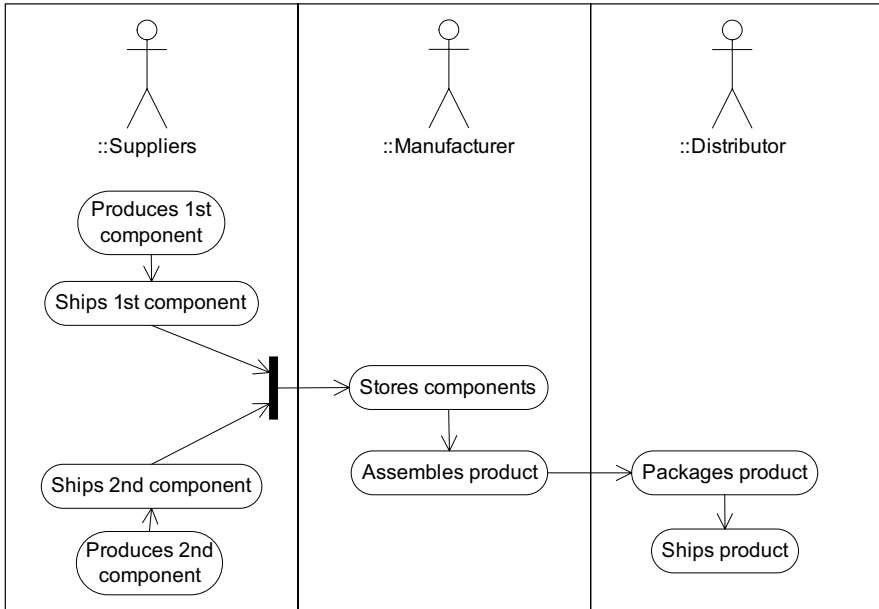 ::Suppliers
::Manufacturer
::Distributor
Produces 1st
component
Ships 1st component
Stores components
Ships 2nd component
Assembles product
Packages product
Produces 2nd
component
Ships product